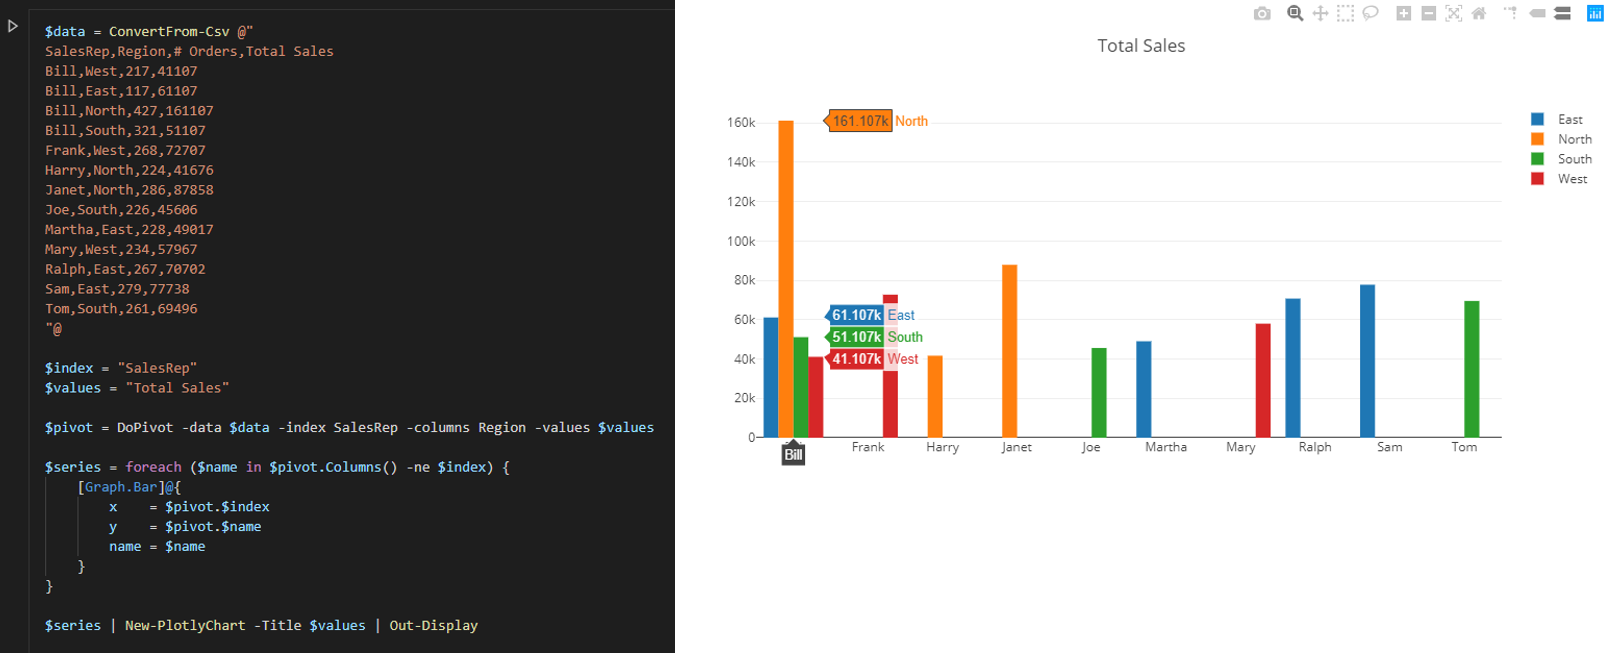 $data = ConvertFrom-Csv @"
SalesRep,Region,# Orders,Total Sales
Bill,West,217,41107
Bill,East,117,61107
Bill,North,427,161107
Bill,South,321,51107
Frank,West,268,72707
Harry,North,224,41676
Janet,North,286,87858
Joe,South,226,45606
Martha,East,228,49017
Mary,West,234,57967
Ralph,East,267,70702
Sam,East,279,77738
Tom,South,261,69496
"@
$index = "SalesRep"
$values = "Total Sales"
$pivot = DoPivot -data $data -index SalesRep -columns Region -values $values
$series = foreach ($name in $pivot.Columns() -ne $index) {
[Graph.Bar]@{
x = $pivot.$index
y = $pivot.$name
name = $name
}
}
$series | New-PlotlyChart -Title $values | Out-Display
Total Sales
160k
140k
120k
100k
80k
60k
40k
20k
0
161.107k North
61.107k East
51.107k South
41.107k West
Bill
Frank
Harry
Janet
Joe
Martha
Mary
Ralph
Sam
Tom
East
North
South
West